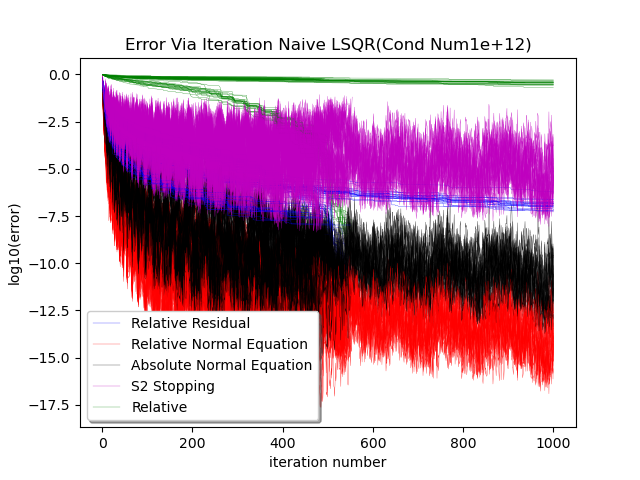 Error Via Iteration Naive LSQR(Cond Num1e+12)
0.0
−2.5
−5.0
−7.5
−10.0
−12.5
−15.0
−17.5
log10(error)
Relative Residual
Relative Normal Equation
Absolute Normal Equation
S2 Stopping
Relative
0 200 400 600 800 1000
iteration number